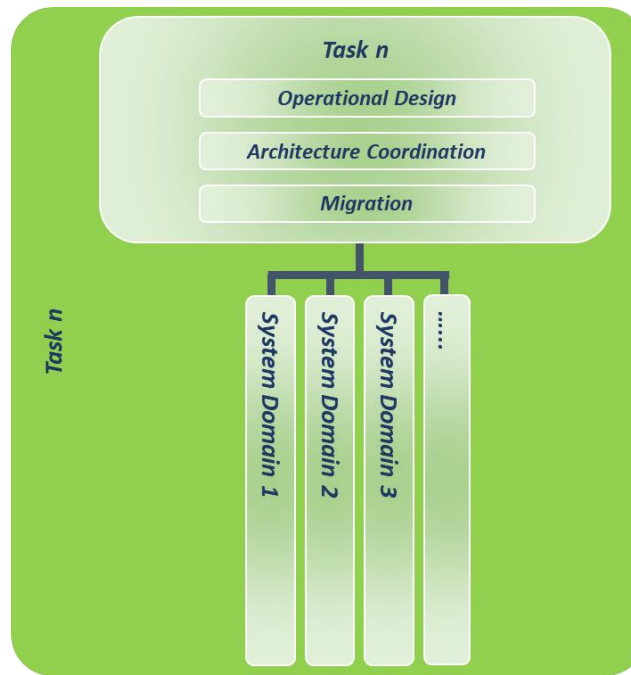 Task n
Operational Design
Architecture Coordination
Migration
Task n
System Domain 1
System Domain 2
System Domain 3
......